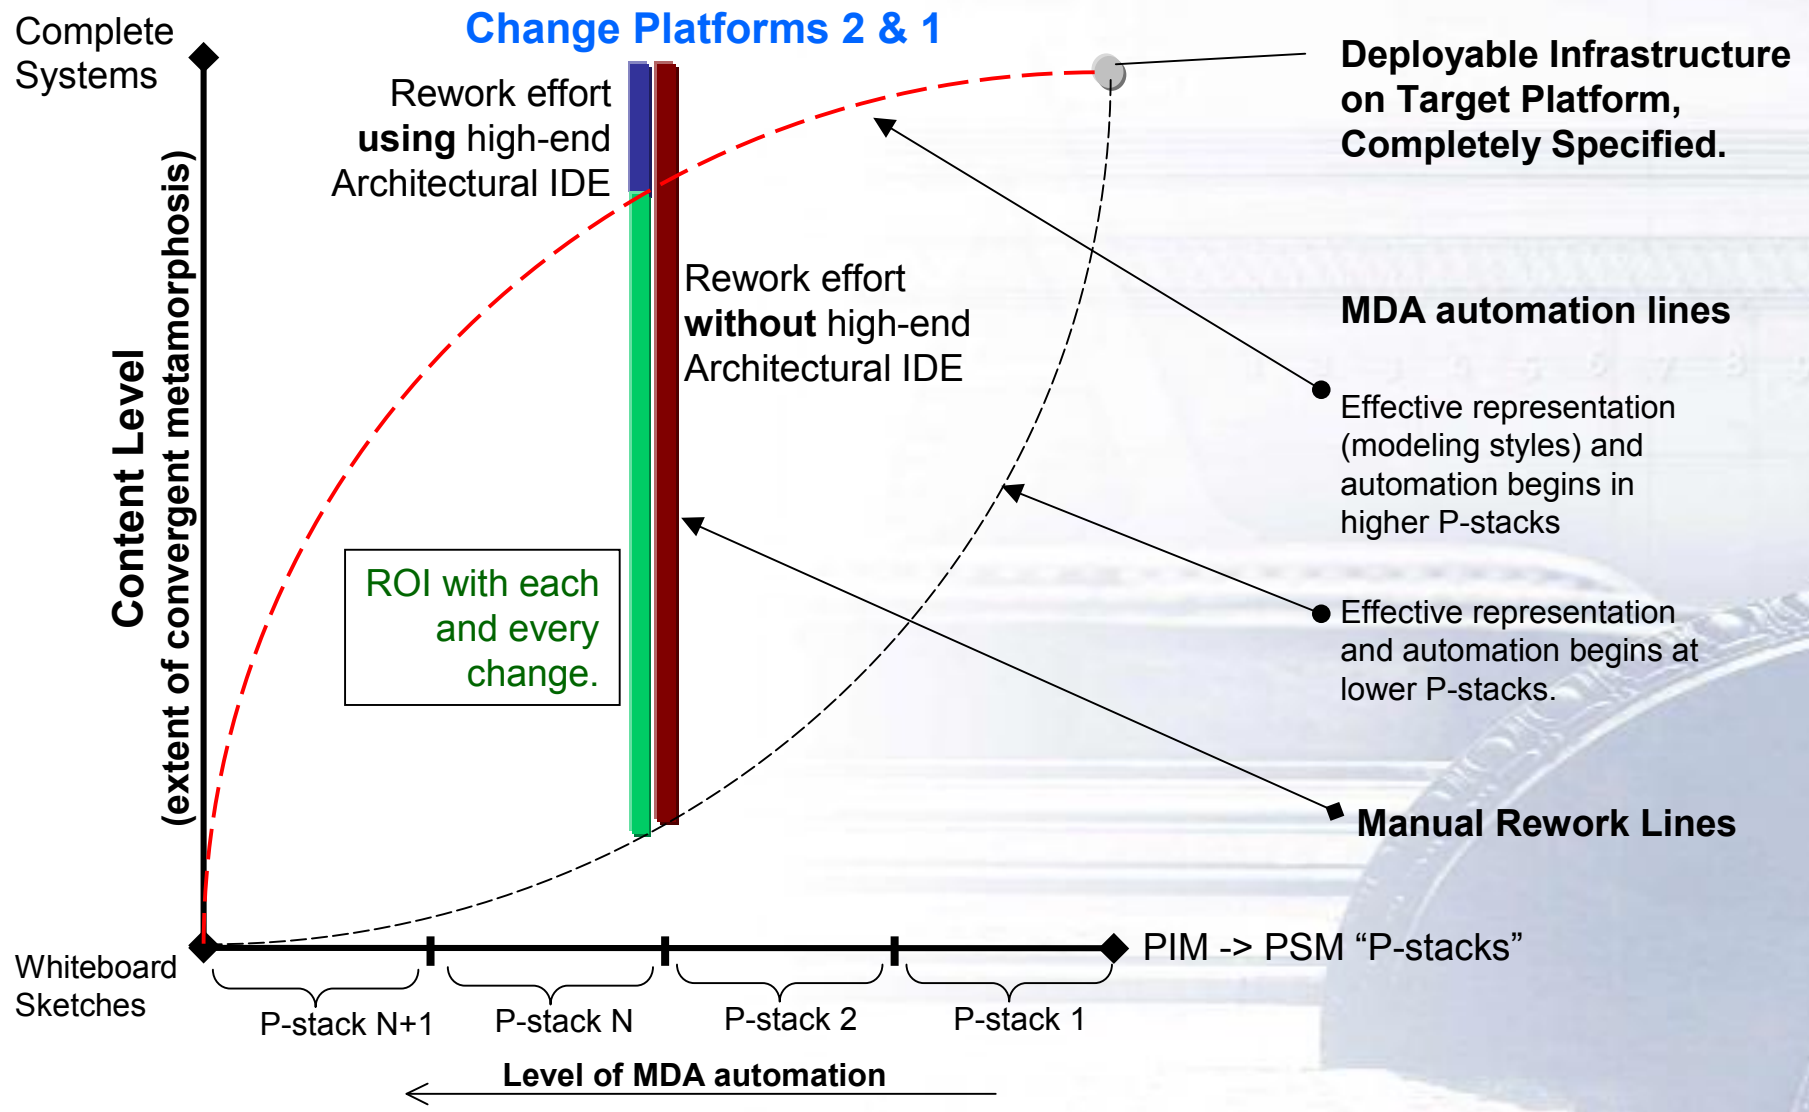 Complete
Systems
Change Platforms 2 & 1
Rework effort
using high-end
Architectural IDE
Deployable Infrastructure
on Target Platform,
Completely Specified.
Content Level
(extent of convergent metamorphosis)
Rework effort
without high-end
Architectural IDE
MDA automation lines
Effective representation
(modeling styles) and
automation begins in
higher P-stacks
ROI with each
and every
change.
Effective representation
and automation begins at
lower P-stacks.
Manual Rework Lines
Whiteboard
Sketches
PIM -> PSM “P-stacks”
P-stack N+1
P-stack N
P-stack 2
P-stack 1
Level of MDA automation